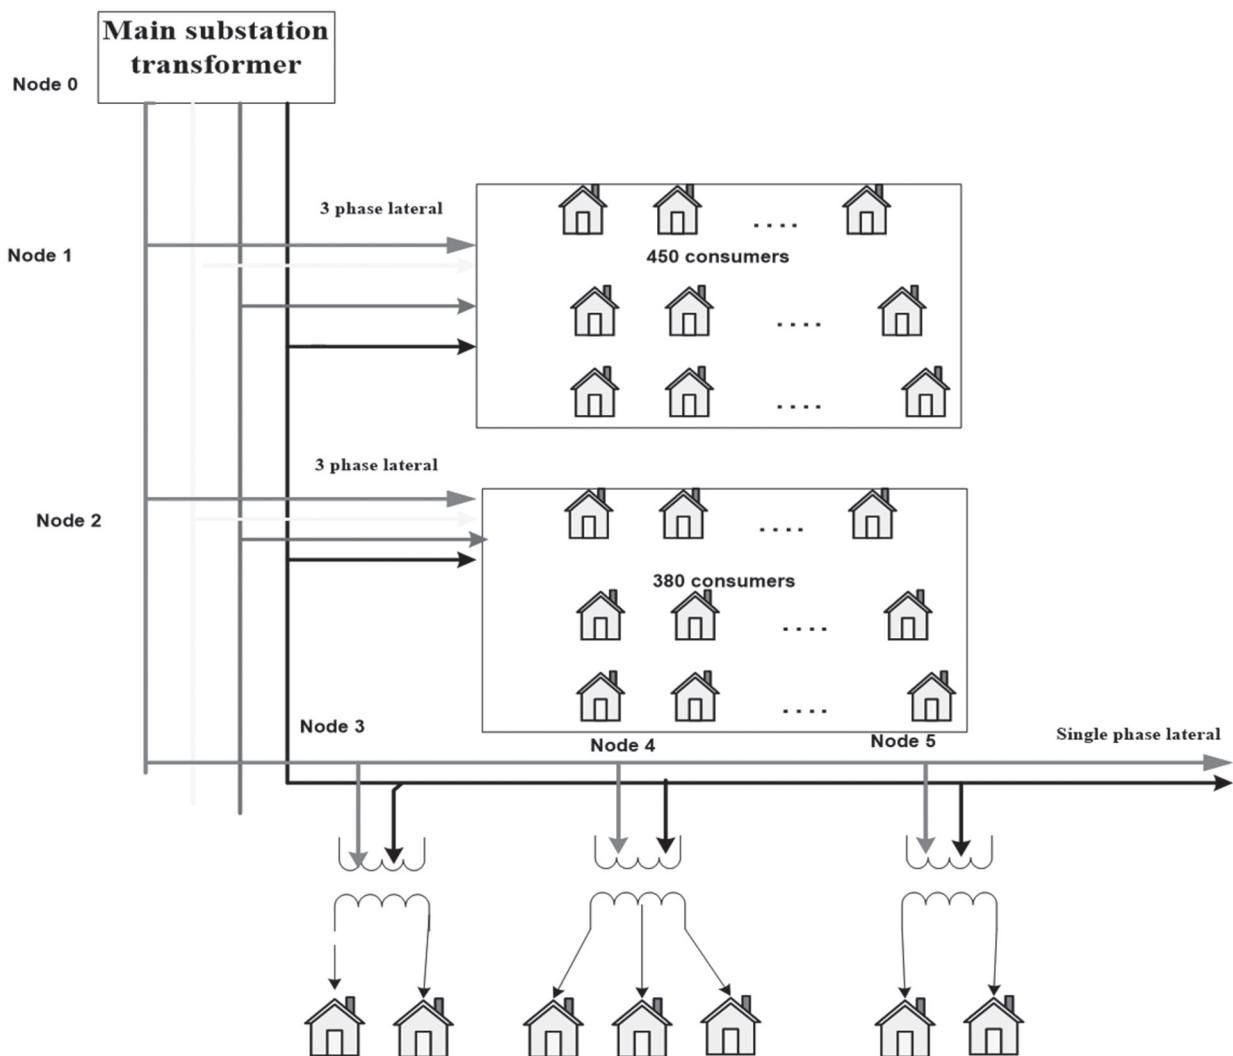 Main substation
transformer
Node 0
3 phase lateral
Node 1
450 consumers
....
....
....
3 phase lateral
Node 2
....
380 consumers
....
....
Node 3
Node 4
Node 5
Single phase lateral